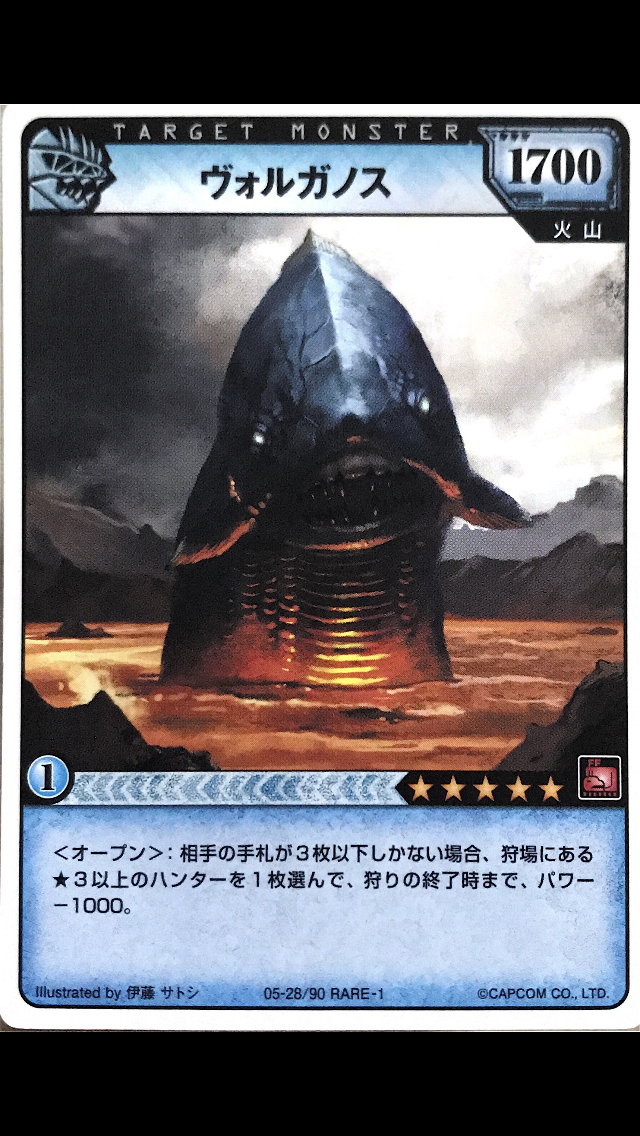 TARGET MONSTER
ヴォルガノス
1700
火山
1
★★★★★
FF
<オープン>：相手の手札が３枚以下しかない場合、狩場にある
★３以上のハンターを１枚選んで、狩りの終了時まで、パワー
－1000。
Illustrated by 伊藤 サトシ
05-28/90 RARE-1
©CAPCOM CO., LTD.